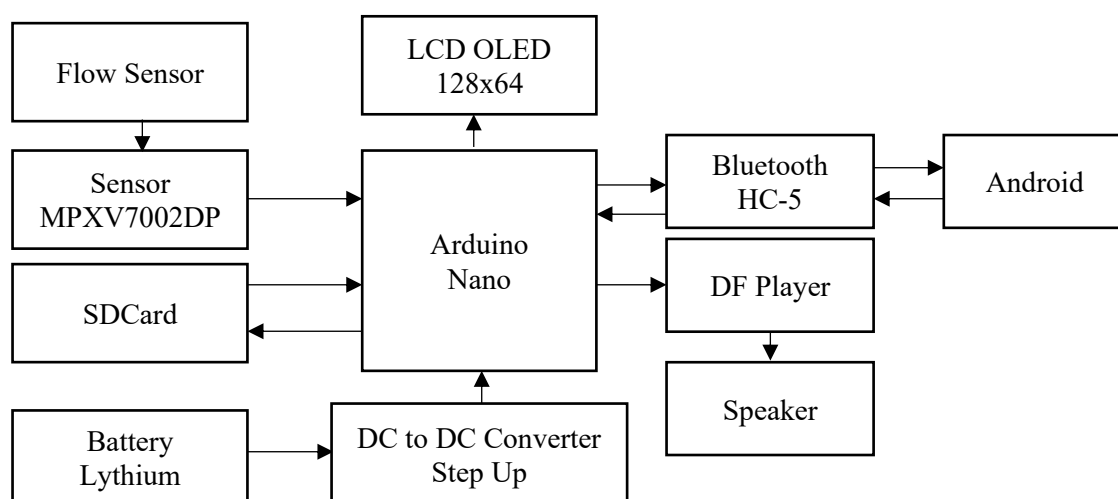 Flow Sensor
LCD OLED
128x64
Sensor
MPXV7002DP
Arduino
Nano
Bluetooth
HC-5
Android
SDCard
DF Player
Speaker
Battery
Lythium
DC to DC Converter
Step Up